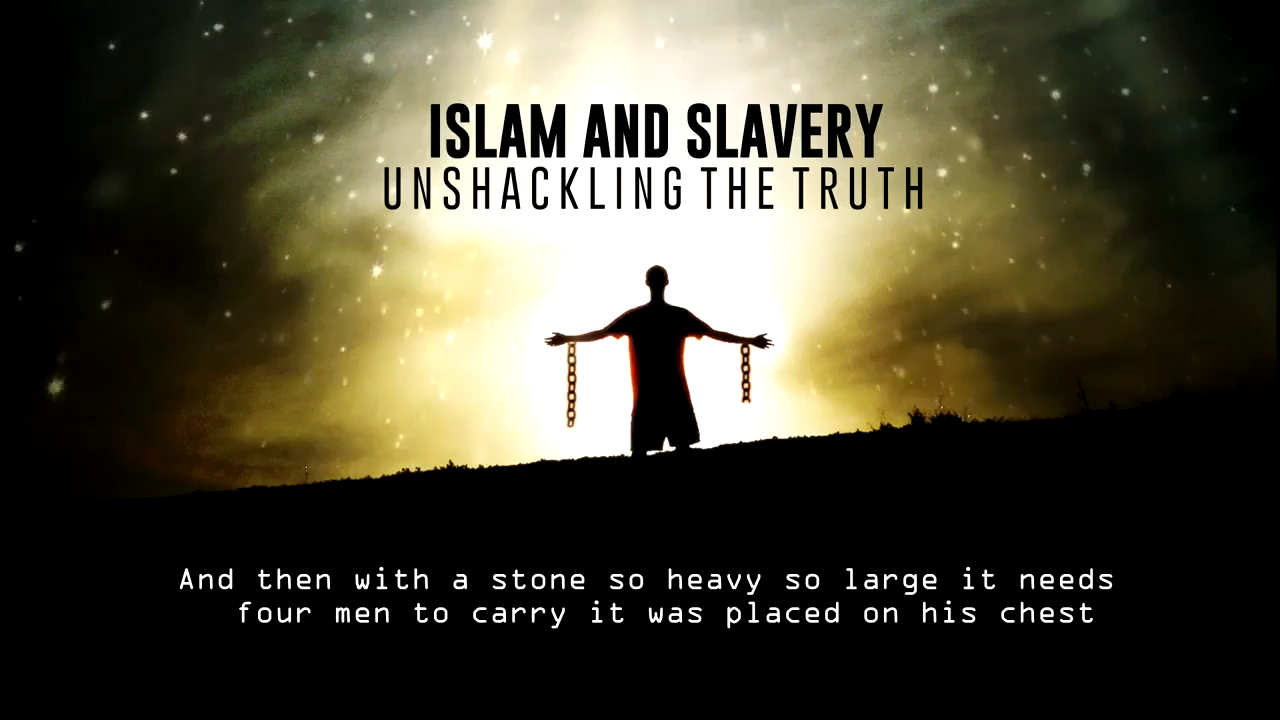 ISLAM AND SLAVERY
UNSHACKLING THE TRUTH
And then with a stone so heavy so large it needs
four men to carry it was placed on his chest